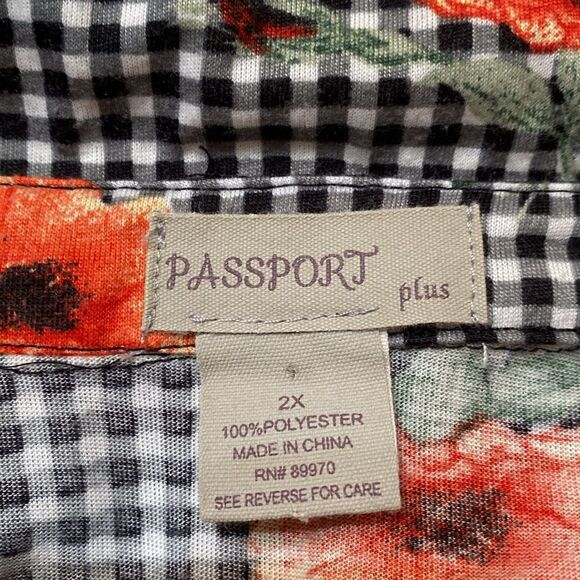 PASSPORT plus
2X
100%POLYESTER
MADE IN CHINA
RN# 89970
SEE REVERSE FOR CARE